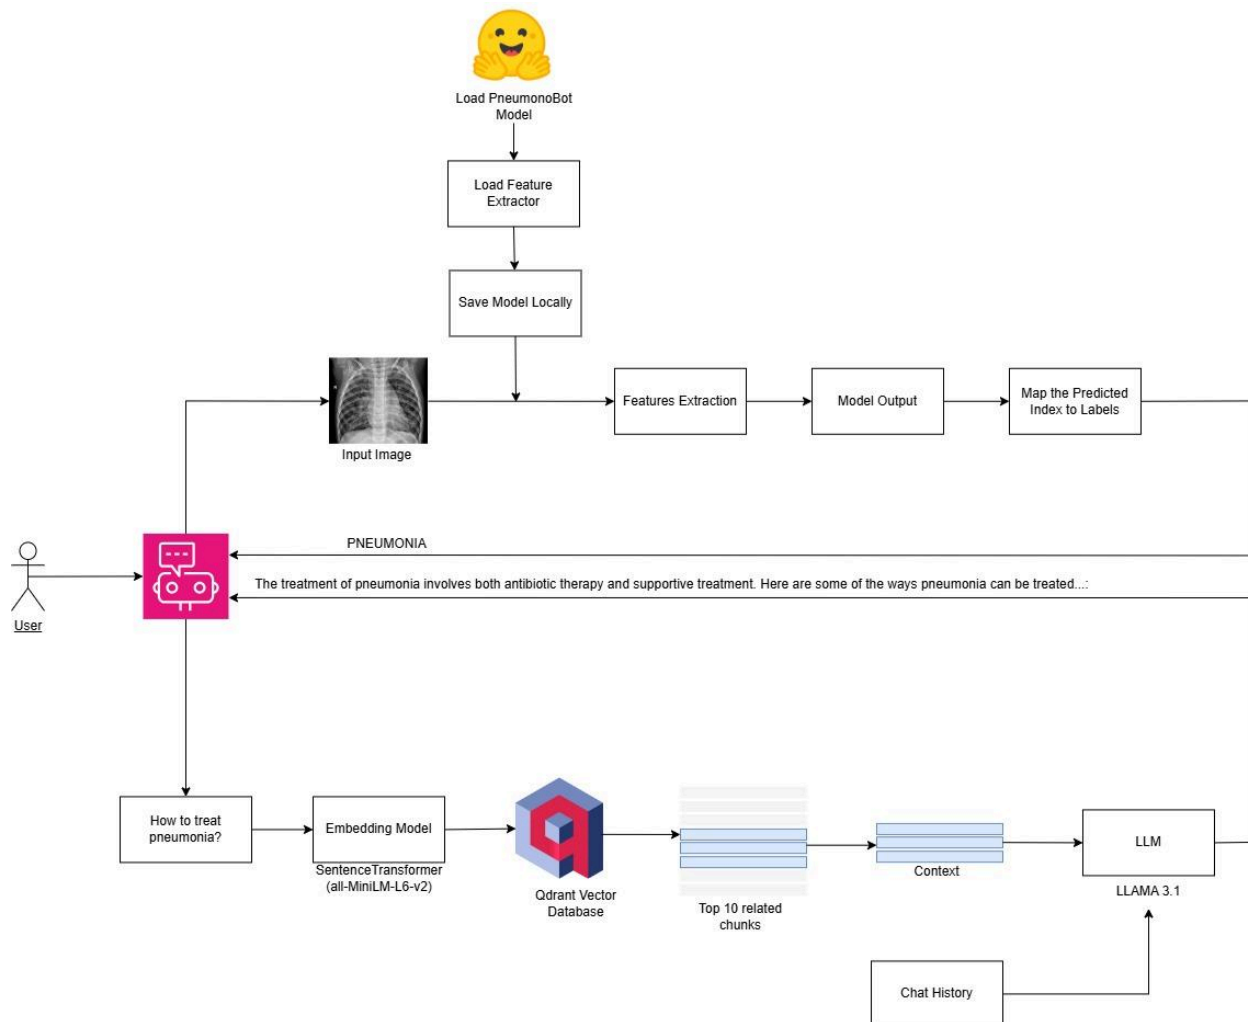 Load PneumonoBot
Model
Load Feature
Extractor
Save Model Locally
Input Image
Features Extraction
Model Output
Map the Predicted
Index to Labels
PNEUMONIA
The treatment of pneumonia involves both antibiotic therapy and supportive treatment. Here are some of the ways pneumonia can be treated...:
User
How to treat
pneumonia?
Embedding Model
SentenceTransformer
(all-MiniLM-L6-v2)
Qdrant Vector
Database
Top 10 related
chunks
Context
LLM
LLAMA 3.1
Chat History